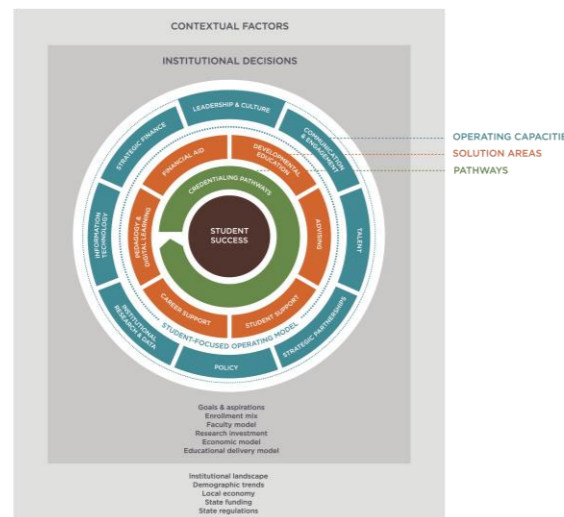 CONTEXTUAL FACTORS
INSTITUTIONAL DECISIONS
LEADERSHIP & CULTURE
COMMUNICATION
& ENGAGEMENT
TALENT
STRATEGIC PARTNERSHIPS
POLICY
INSTITUTIONAL
RESEARCH & DATA
INFORMATION
TECHNOLOGY
STRATEGIC FINANCE
FINANCIAL AID
DEVELOPMENTAL
EDUCATION
ADVISING
STUDENT SUPPORT
CAREER SUPPORT
PEDAGOGY &
DIGITAL LEARNING
CREDENTIALING PATHWAYS
STUDENT
SUCCESS
STUDENT-FOCUSED OPERATING MODEL
OPERATING CAPACITIE
SOLUTION AREAS
PATHWAYS
Goals & aspirations
Enrollment mix
Faculty model
Research investment
Economic model
Educational delivery model
Institutional landscape
Demographic trends
Local economy
State funding
State regulations